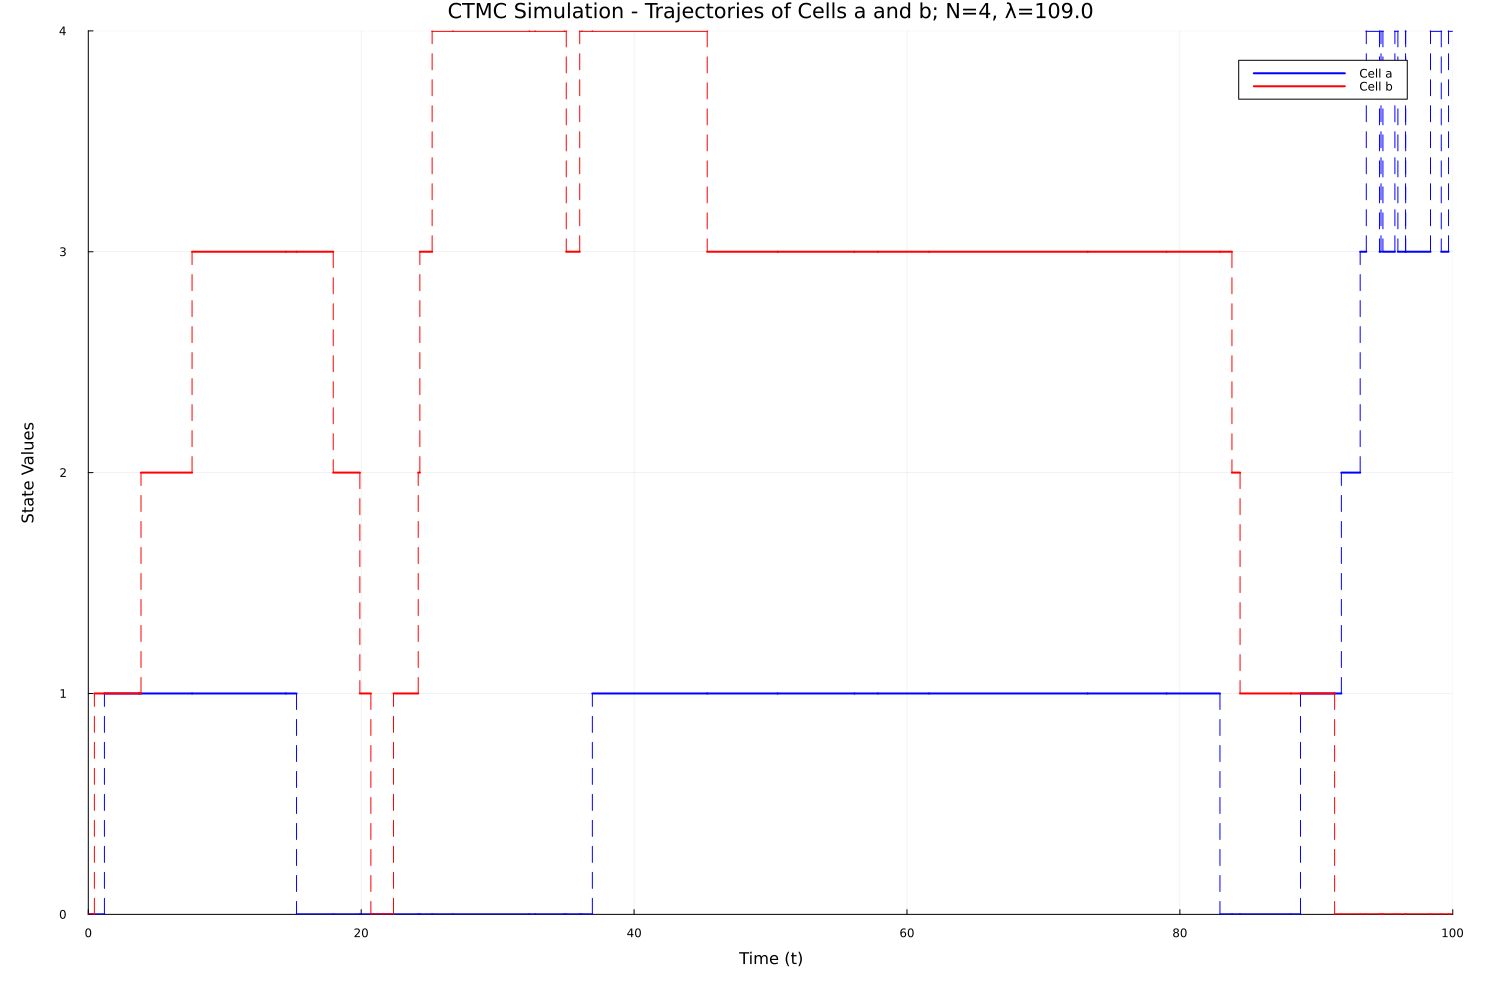 CTMC Simulation - Trajectories of Cells a and b; N=4, λ=109.0
4
Cell a
Cell b
3
State Values
2
1
0
0 20 40 60 80 100
Time (t)